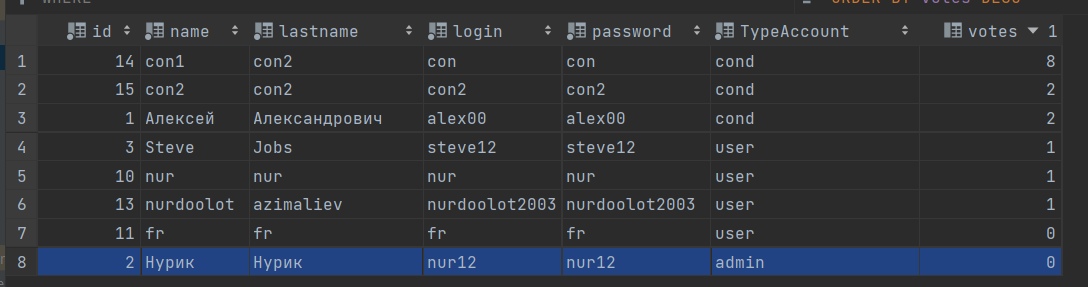 WHERE ORDER BY votes DESC
id name lastname login password TypeAccount votes 1
1 14 con1 con2 con con cond 8
2 15 con2 con2 con2 con2 cond 2
3 1 Алексей Александрович alex00 alex00 cond 2
4 3 Steve Jobs steve12 steve12 user 1
5 10 nur nur nur nur user 1
6 13 nurdoolot azimaliev nurdoolot2003 nurdoolot2003 user 1
7 11 fr fr fr fr user 0
8 2 Нурик Нурик nur12 nur12 admin 0